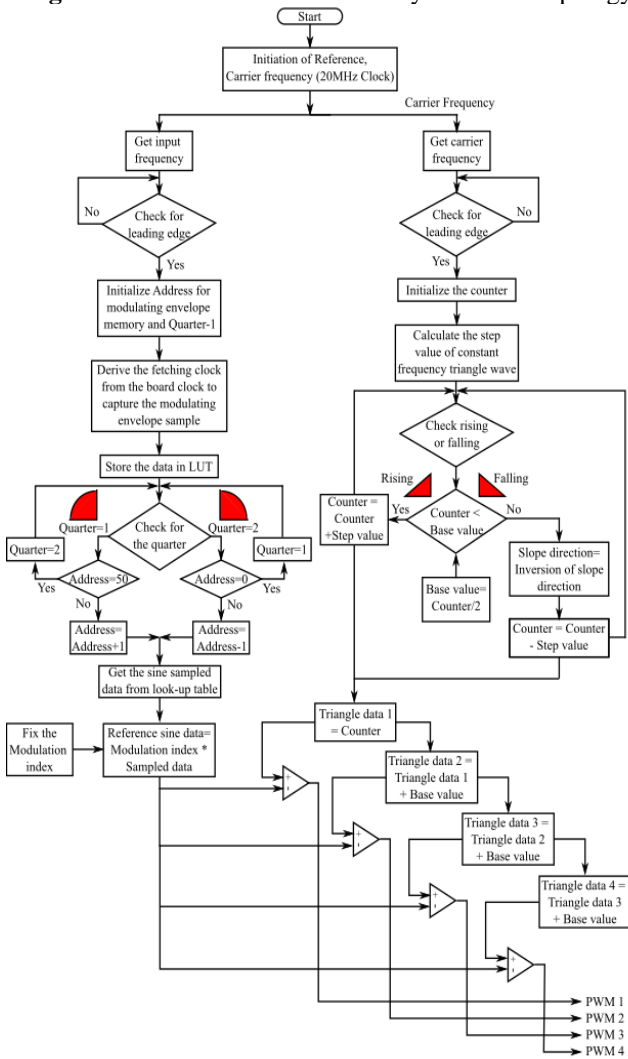 Start
Initiation of Reference,
Carrier frequency (20MHz Clock)
Carrier Frequency
Get input
frequency
No
Check for
leading edge
Yes
Initialize Address for
modulating envelope
memory and Quarter-1
Derive the fetching clock
from the board clock to
capture the modulating
envelope sample
Store the data in LUT
Quarter=1
Check for
the quarter
Quarter=2
Quarter=2
Quarter=1
Address=50
Address=0
Yes
No
No
Yes
Address=
Address+1
Address=
Address-1
Get the sine sampled
data from look-up table
Fix the
Modulation
index
Reference sine data=
Modulation index *
Sampled data
Get carrier
frequency
No
Check for
leading edge
Yes
Initialize the counter
Calculate the step
value of constant
frequency triangle wave
Check rising
or falling
Rising
Falling
Counter =
Counter
+Step value
Yes
Counter <
Base value
No
Base value=
Counter/2
Slope direction=
Inversion of slope
direction
Counter = Counter
- Step value
Triangle data 1
= Counter
Triangle data 2 =
Triangle data 1
+ Base value
Triangle data 3 =
Triangle data 2
+ Base value
Triangle data 4 =
Triangle data 3
+ Base value
+
-
+
-
+
-
+
-
PWM 1
PWM 2
PWM 3
PWM 4